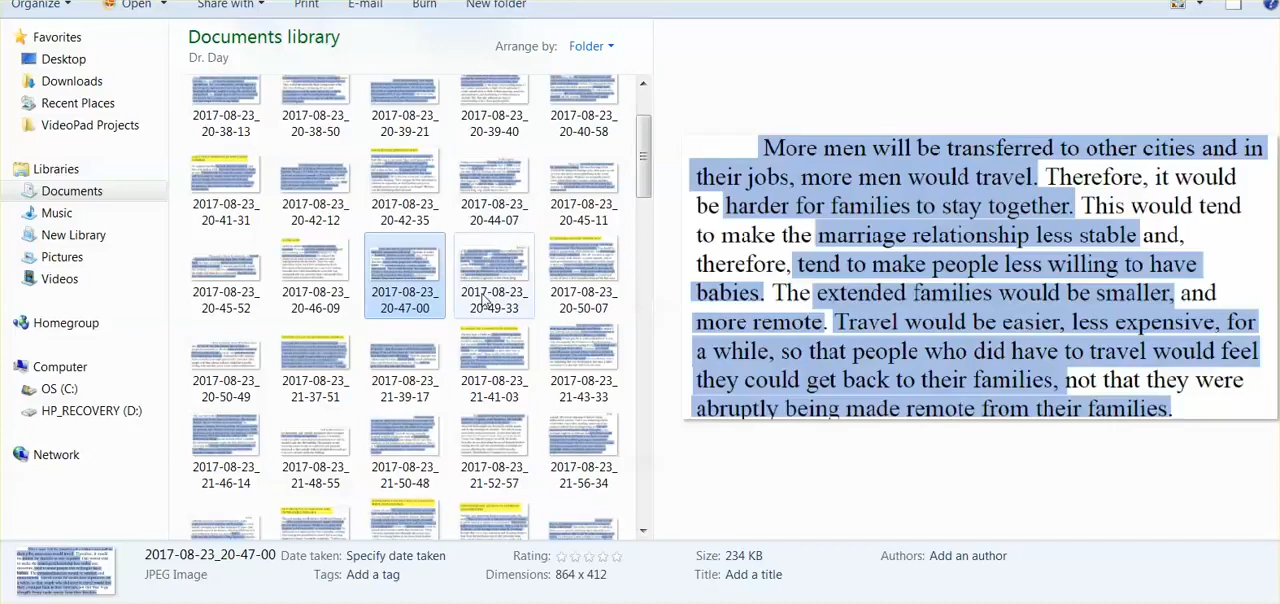 Organize
Open
Share with
Print
E-mail
Burn
New folder
Favorites
Desktop
Downloads
Recent Places
VideoPad Projects
Libraries
Documents
Music
New Library
Pictures
Videos
Homegroup
Computer
OS (C:)
HP_RECOVERY (D:)
Network
Documents library
Dr. Day
Arrange by: Folder
2017-08-23_ 2017-08-23_ 2017-08-23_ 2017-08-23_ 2017-08-23_
20-38-13 20-38-50 20-39-21 20-39-40 20-40-58
2017-08-23_ 2017-08-23_ 2017-08-23_ 2017-08-23_ 2017-08-23_
20-41-31 20-42-12 20-42-35 20-44-07 20-45-11
2017-08-23_ 2017-08-23_ 2017-08-23_ 2017-08-23_ 2017-08-23_
20-45-52 20-46-09 20-47-00 20-49-33 20-50-07
2017-08-23_ 2017-08-23_ 2017-08-23_ 2017-08-23_ 2017-08-23_
20-50-49 21-37-51 21-39-17 21-41-03 21-43-33
2017-08-23_ 2017-08-23_ 2017-08-23_ 2017-08-23_ 2017-08-23_
21-46-14 21-48-55 21-50-48 21-52-57 21-56-34
More men will be transferred to other cities and in
their jobs, more men would travel. Therefore, it would
be harder for families to stay together. This would tend
to make the marriage relationship less stable and,
therefore, tend to make people less willing to have
babies. The extended families would be smaller, and
more remote. Travel would be easier, less expensive, for
a while, so that people who did have to travel would feel
they could get back to their families, not that they were
abruptly being made remote from their families.
2017-08-23_20-47-00 Date taken: Specify date taken
JPEG Image
Tags: Add a tag
Rating:
Dimensions: 864 x 412
Title: Add a title
Authors: Add an author